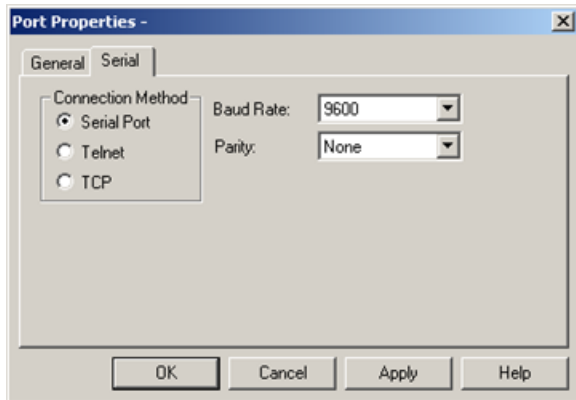 Port Properties -
General Serial
Connection Method
Serial Port
Telnet
TCP
Baud Rate: 9600
Parity: None
OK Cancel Apply Help